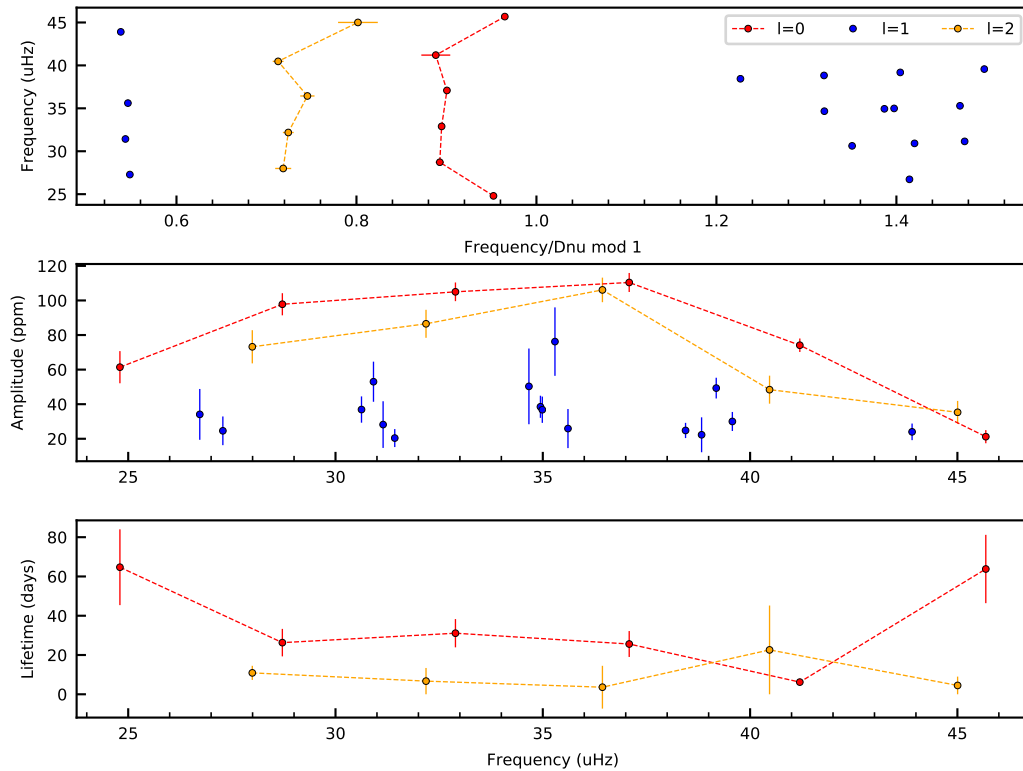 Frequency (uHz)
45
40
35
30
25
l=0 l=1 l=2
0.6 0.8 1.0 1.2 1.4
Frequency/Dnu mod 1
Amplitude (ppm)
120
100
80
60
40
20
25 30 35 40 45
Lifetime (days)
80
60
40
20
0
25 30 35 40 45
Frequency (uHz)